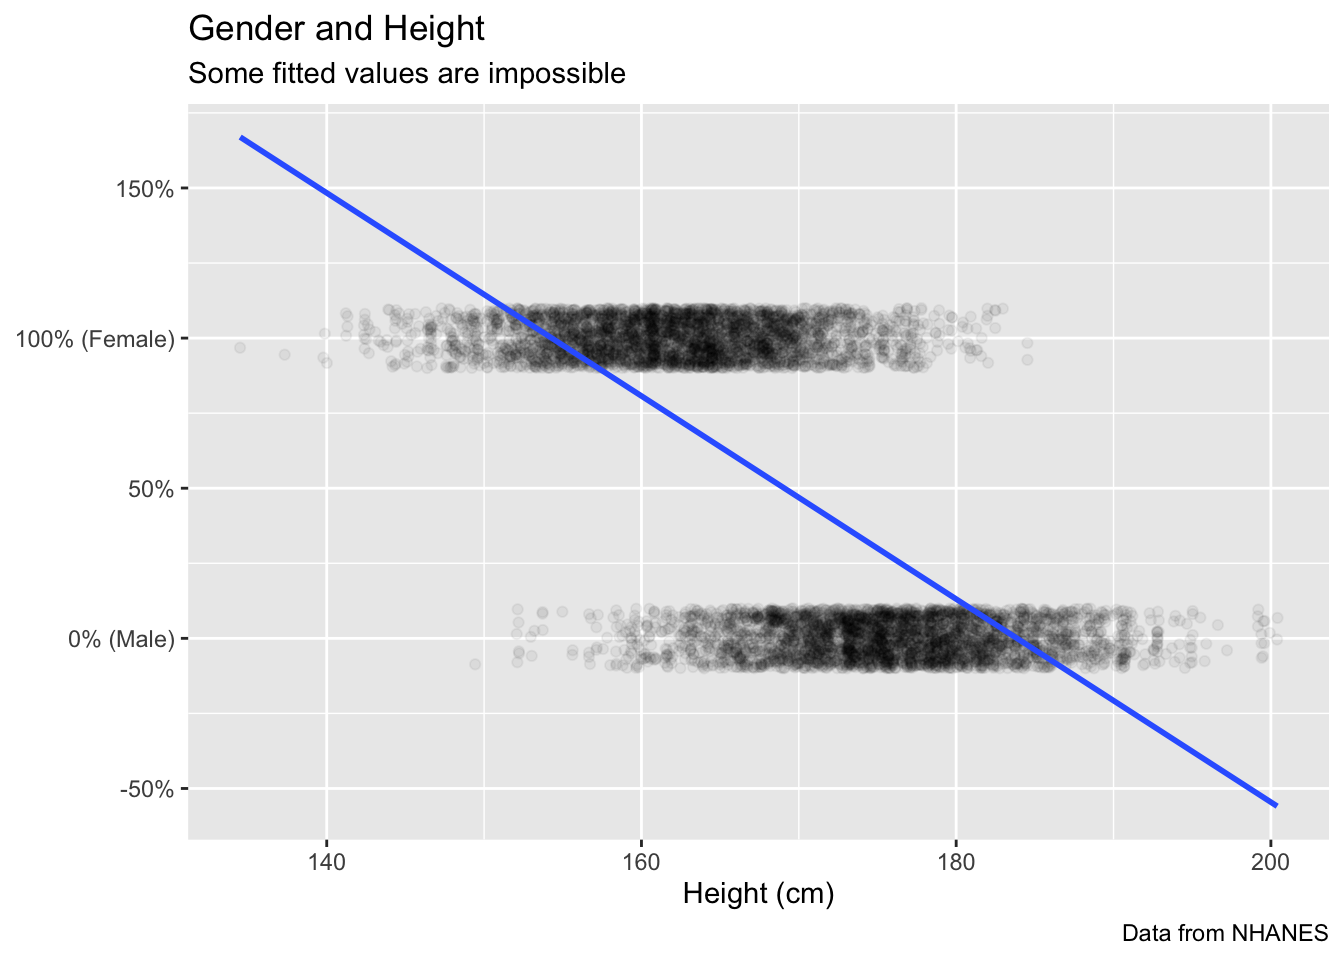 Gender and Height
Some fitted values are impossible
150%
100% (Female)
50%
0% (Male)
-50%
140 160 180 200
Height (cm)
Data from NHANES